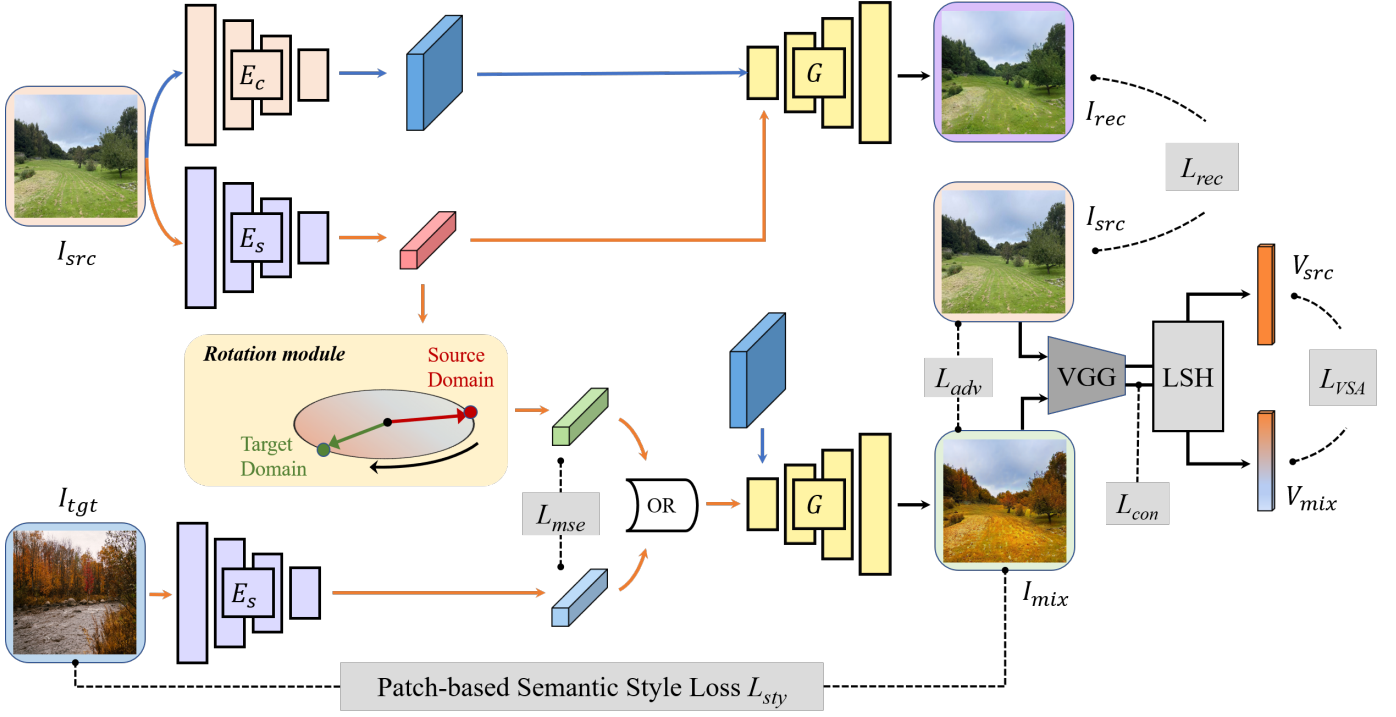 E_c
G
I_rec
L_rec
I_src
E_s
I_src
V_src
Rotation module
Source
Domain
Target
Domain
L_adv
VGG
LSH
L_VSA
I_tgt
L_mse
OR
G
L_con
V_mix
E_s
I_mix
Patch-based Semantic Style Loss L_sty